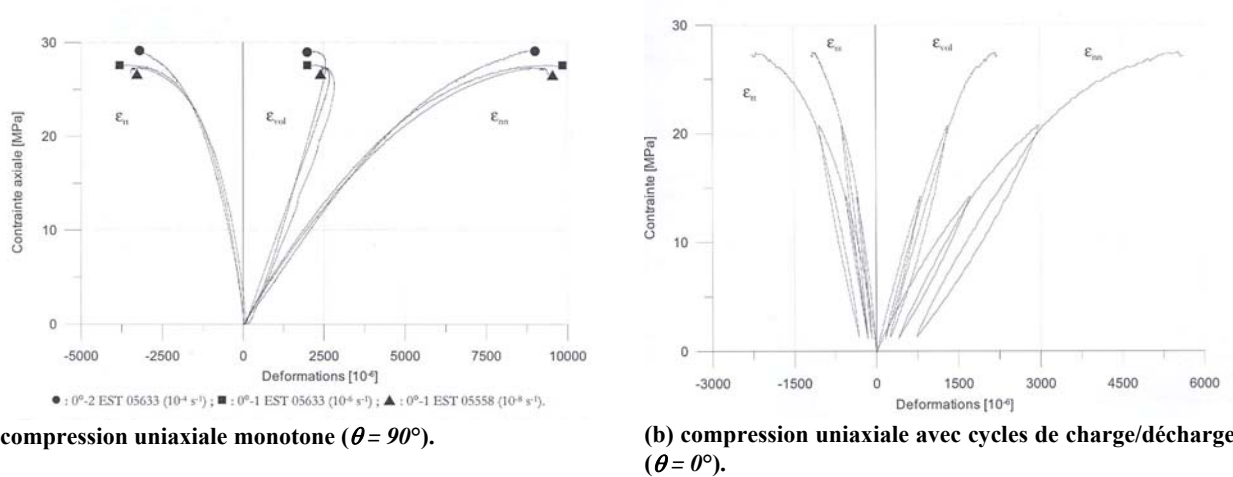 30
20
10
0
Contrainte axiale [MPa]
εn
εvol
εnn
-5000 -2500 0 2500 5000 7500 10000
Deformations [10⁻⁶]
● : 0°-2 EST 05633 (10⁻⁴ s⁻¹) ; ■ : 0°-1 EST 05633 (10⁻⁶ s⁻¹) ; ▲ : 0°-1 EST 05558 (10⁻⁸ s⁻¹).
compression uniaxiale monotone (θ = 90°).
30
20
10
0
Contrainte [MPa]
εvol
εnn
-3000 -1500 0 1500 3000 4500 6000
Deformations [10⁻⁶]
(b) compression uniaxiale avec cycles de charge/décharge
(θ = 0°).